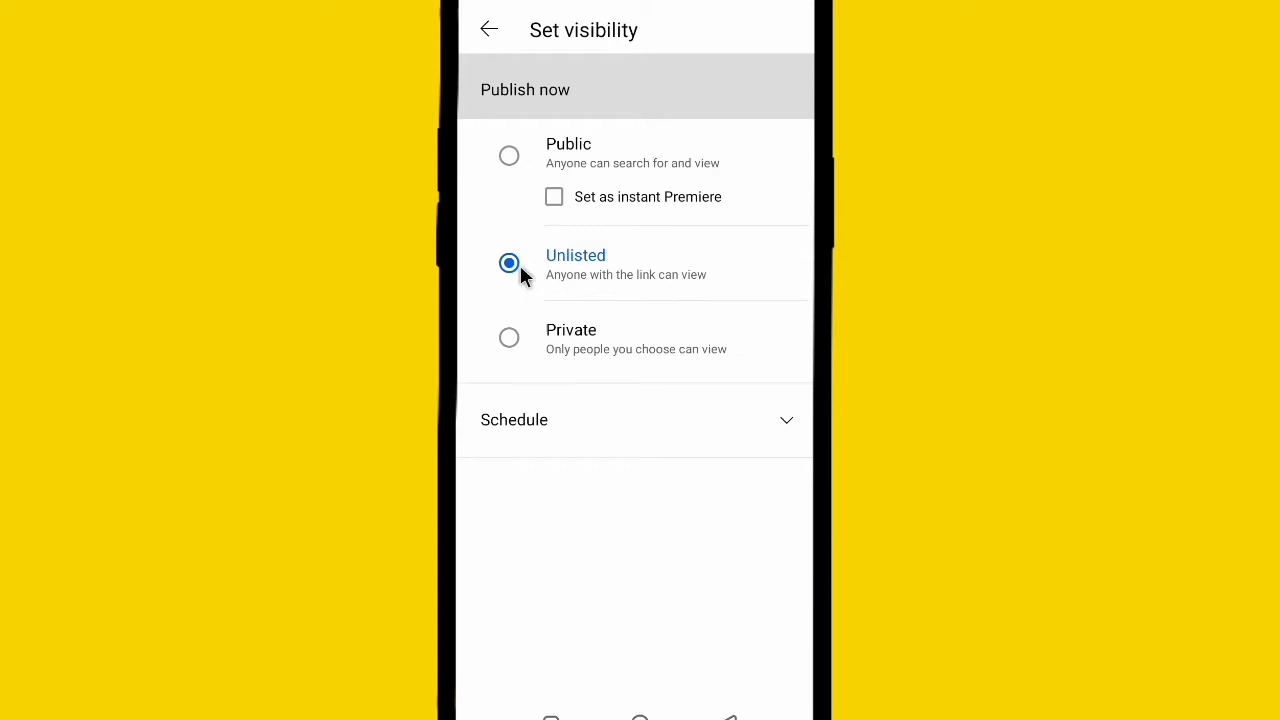 Set visibility
Publish now
Public
Anyone can search for and view
Set as instant Premiere
Unlisted
Anyone with the link can view
Private
Only people you choose can view
Schedule